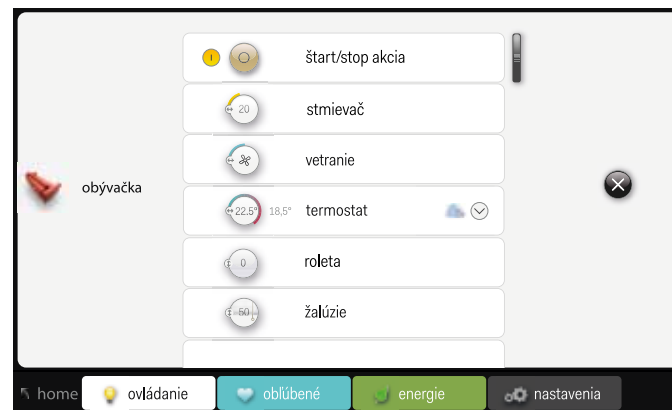 štart/stop akcia
20 stmievač
vetranie
obývačka
22.5° 18,5° termostat
0 roleta
50 žalúzie
home ovládanie obľúbené energie nastavenia